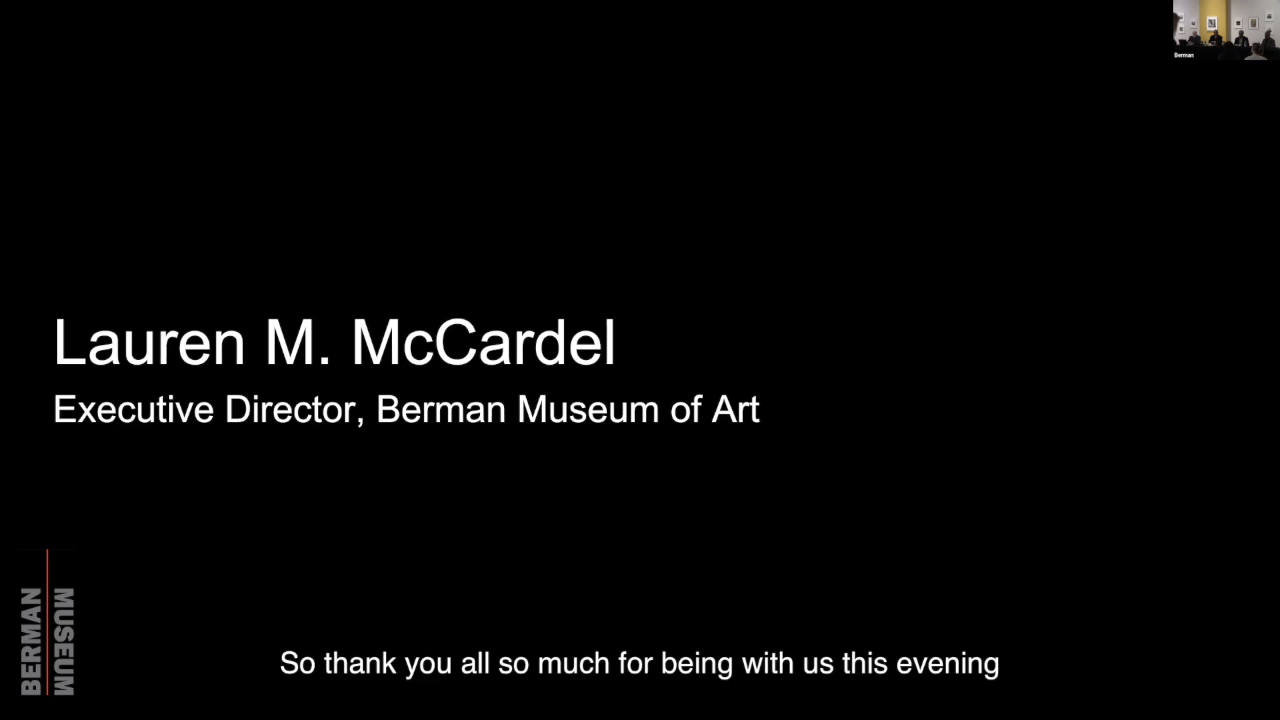 Berman
Lauren M. McCardel
Executive Director, Berman Museum of Art
BERMAN
MUSEUM
So thank you all so much for being with us this evening